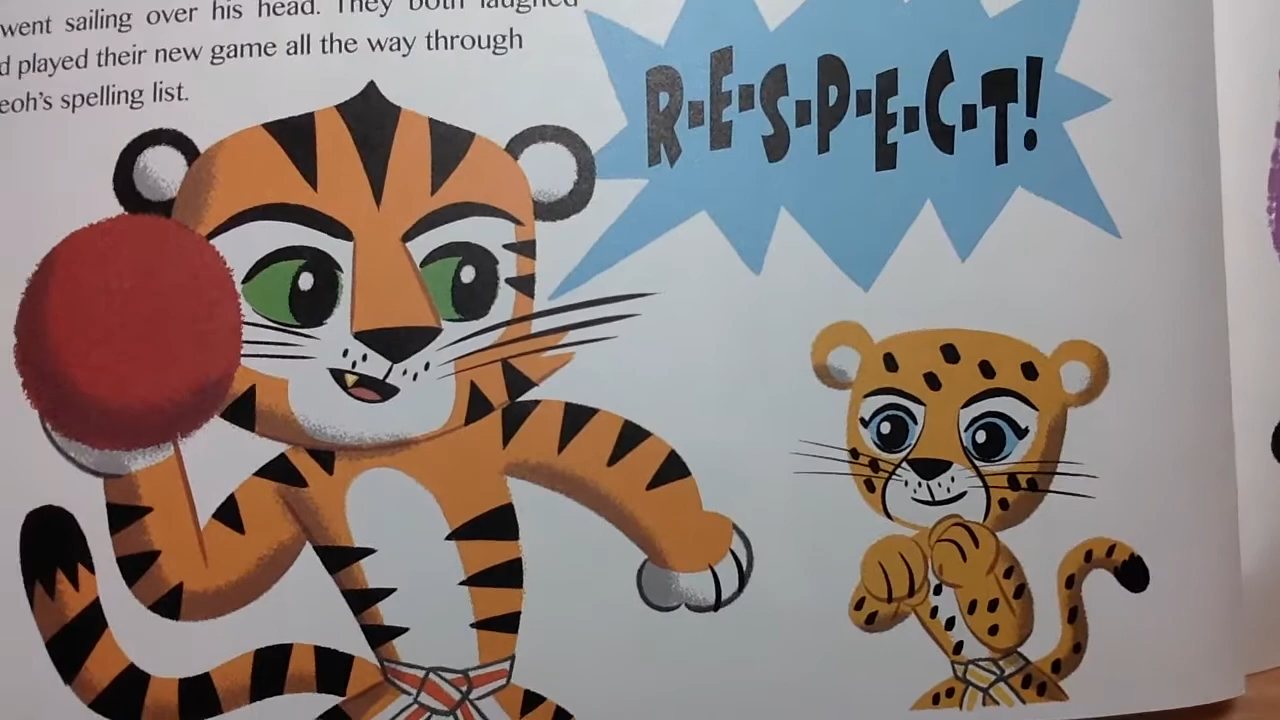 went sailing over his head. They both laughed
d played their new game all the way through
eoh's spelling list.
R-E-S-P-E-C-T!